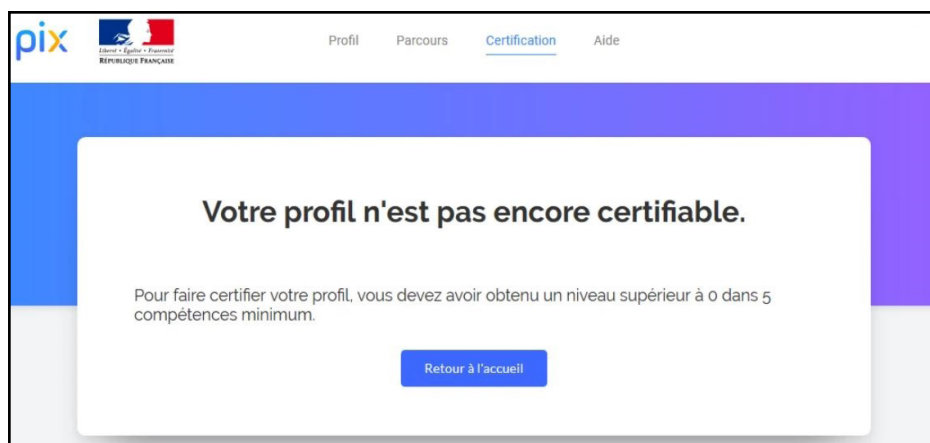 pix
Liberté • Égalité • Fraternité
RÉPUBLIQUE FRANÇAISE
Profil Parcours Certification Aide
Votre profil n'est pas encore certifiable.
Pour faire certifier votre profil, vous devez avoir obtenu un niveau supérieur à 0 dans 5
compétences minimum.
Retour à l'accueil